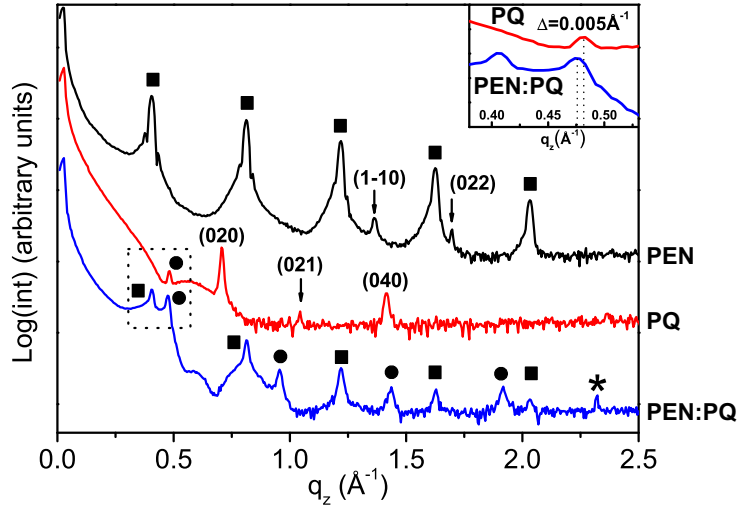 PQ Δ=0.005Å⁻¹
PEN:PQ
0.40 0.45 0.50
q_z(Å⁻¹)
Log(int) (arbitrary units)
(1-10)
(022)
(020)
PEN
(021)
(040)
PQ
*
PEN:PQ
0.0 0.5 1.0 1.5 2.0 2.5
q_z (Å⁻¹)